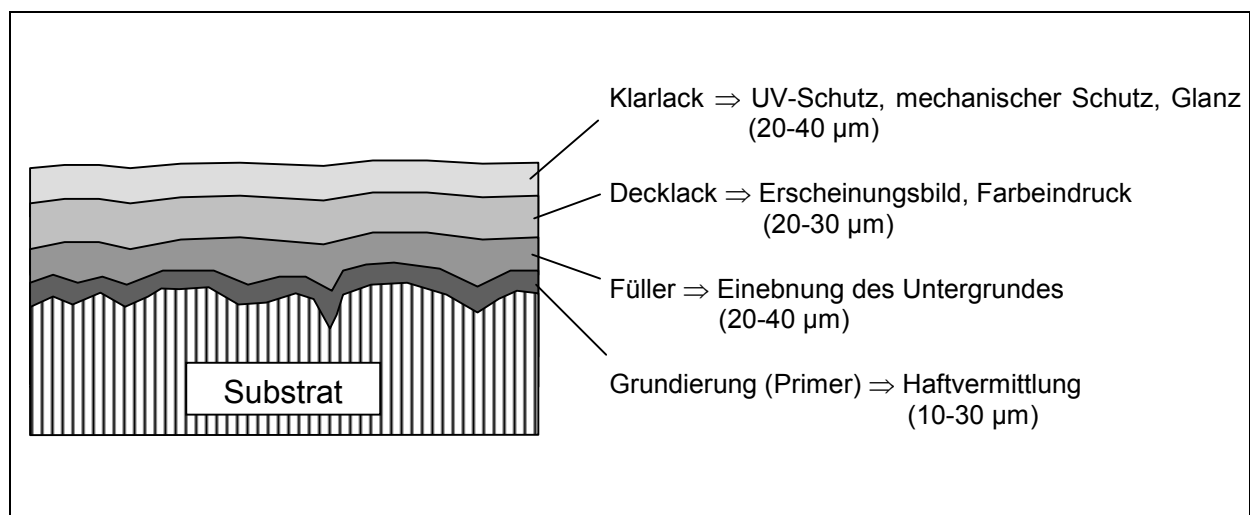 Klarlack ⇒ UV-Schutz, mechanischer Schutz, Glanz
(20-40 µm)
Decklack ⇒ Erscheinungsbild, Farbeindruck
(20-30 µm)
Füller ⇒ Einebnung des Untergrundes
(20-40 µm)
Grundierung (Primer) ⇒ Haftvermittlung
(10-30 µm)
Substrat